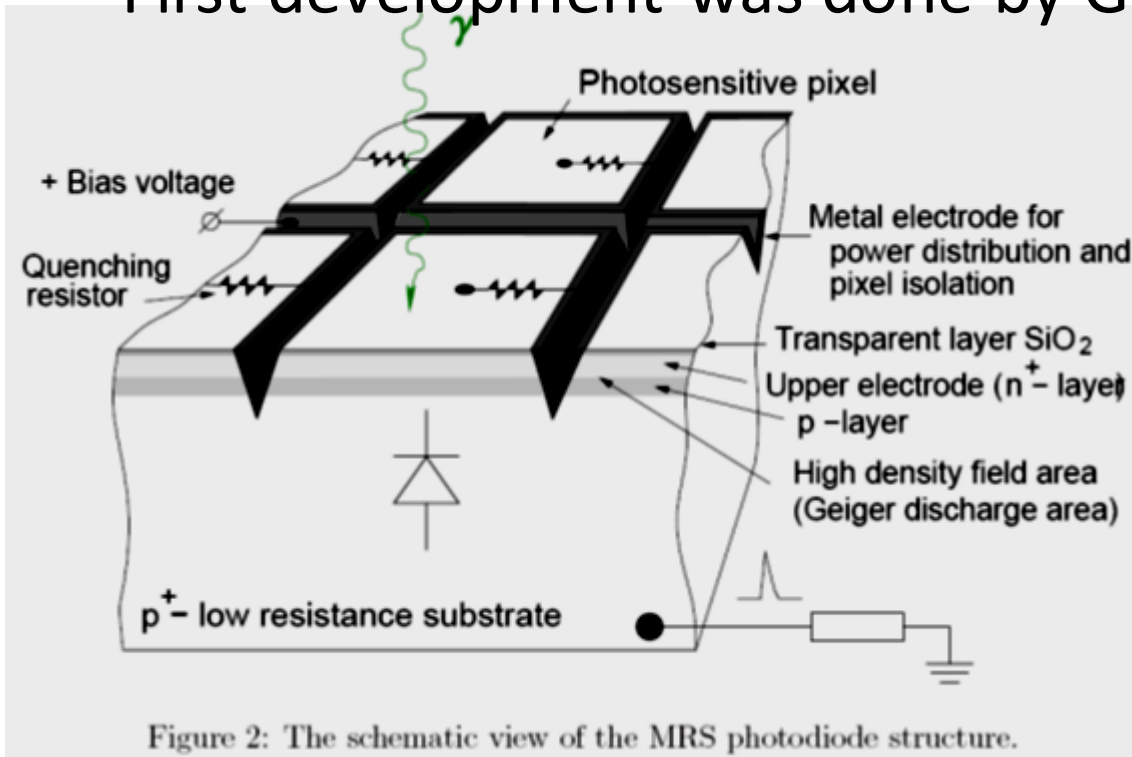 First development was done by G
γ
Photosensitive pixel
+ Bias voltage
Metal electrode for
power distribution and
pixel isolation
Quenching
resistor
Transparent layer SiO2
Upper electrode (n+- layer)
p -layer
High density field area
(Geiger discharge area)
p+- low resistance substrate
Figure 2: The schematic view of the MRS photodiode structure.